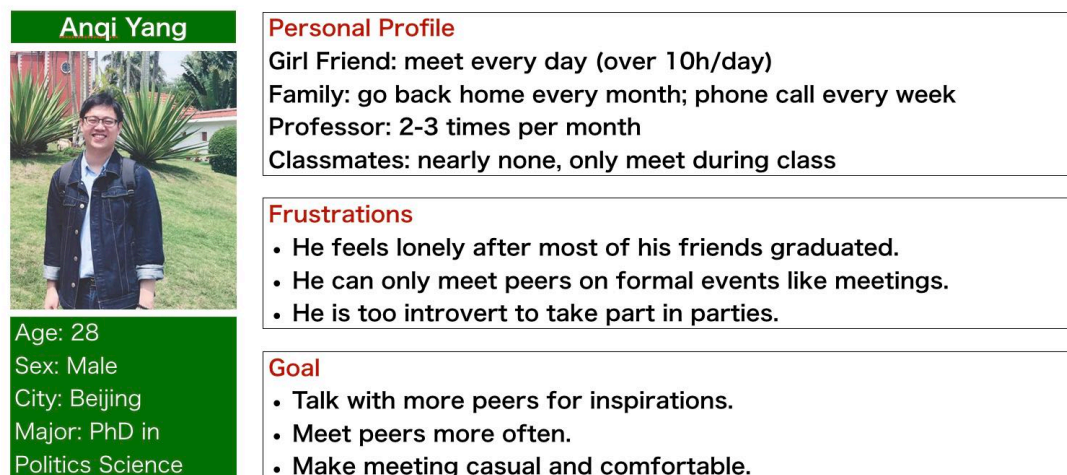 Anqi Yang
Age: 28
Sex: Male
City: Beijing
Major: PhD in
Politics Science
Personal Profile
Girl Friend: meet every day (over 10h/day)
Family: go back home every month; phone call every week
Professor: 2-3 times per month
Classmates: nearly none, only meet during class
Frustrations
• He feels lonely after most of his friends graduated.
• He can only meet peers on formal events like meetings.
• He is too introvert to take part in parties.
Goal
• Talk with more peers for inspirations.
• Meet peers more often.
• Make meeting casual and comfortable.